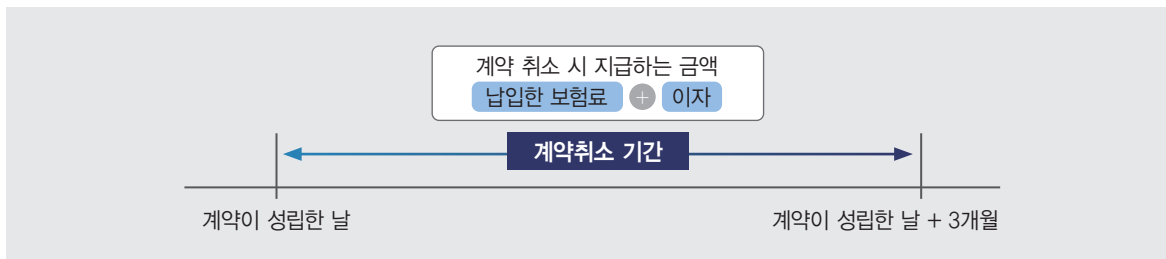 계약 취소 시 지급하는 금액
납입한 보험료 + 이자
계약취소 기간
계약이 성립한 날
계약이 성립한 날 + 3개월